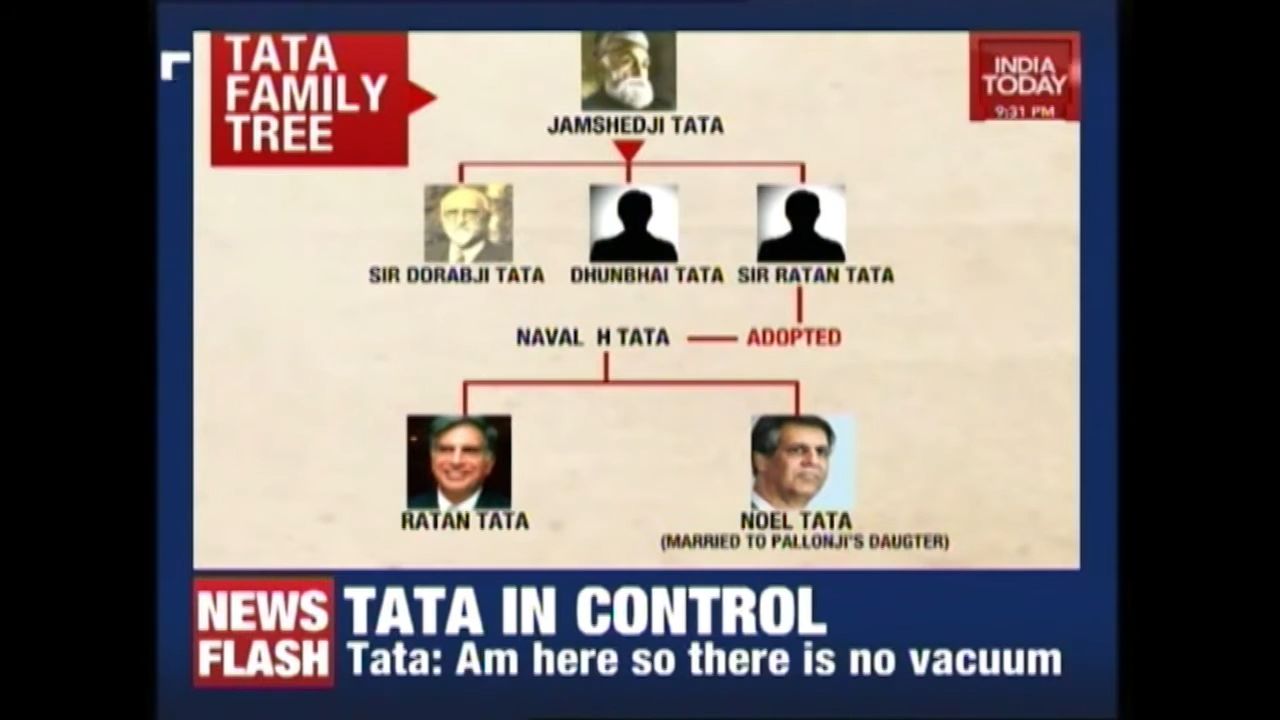 TATA
FAMILY
TREE
INDIA
TODAY
9:31 PM
JAMSHEDJI TATA
SIR DORABJI TATA DHUNBHAI TATA SIR RATAN TATA
NAVAL H TATA ADOPTED
RATAN TATA NOEL TATA
(MARRIED TO PALLONJI'S DAUGTER)
NEWS
FLASH
TATA IN CONTROL
Tata: Am here so there is no vacuum